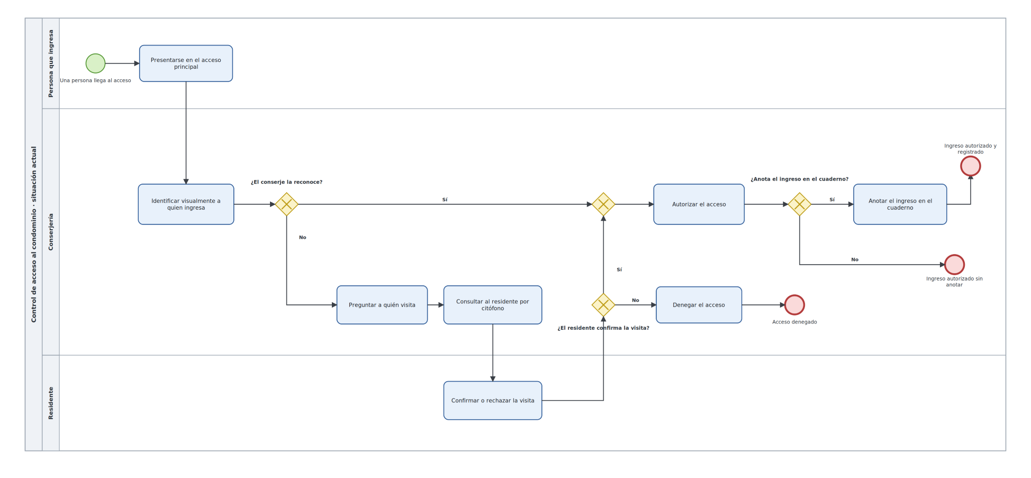 Control de acceso al condominio - situación actual
Persona que ingresa
Una persona llega al acceso
Presentarse en el acceso
principal
Conserjería
Identificar visualmente a
quien ingresa
¿El conserje la reconoce?
Sí
No
Preguntar a quién visita
Consultar al residente por
citófono
¿El residente confirma la visita?
Sí
No
Denegar el acceso
Acceso denegado
Autorizar el acceso
¿Anota el ingreso en el cuaderno?
Sí
No
Anotar el ingreso en el
cuaderno
Ingreso autorizado y
registrado
Ingreso autorizado sin
anotar
Residente
Confirmar o rechazar la visita